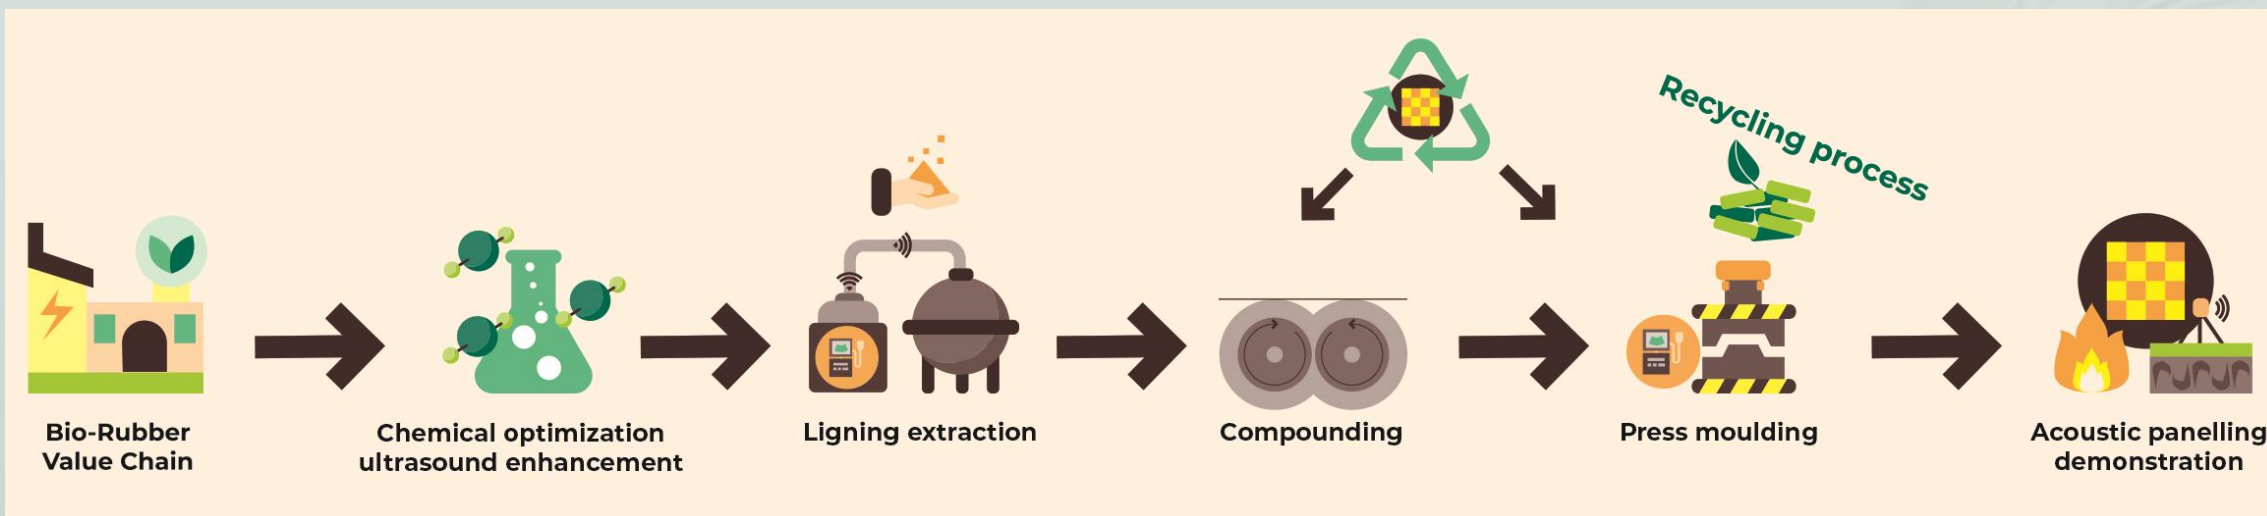 Recycling process
Bio-Rubber
Value Chain
Chemical optimization
ultrasound enhancement
Ligning extraction
Compounding
Press moulding
Acoustic panelling
demonstration